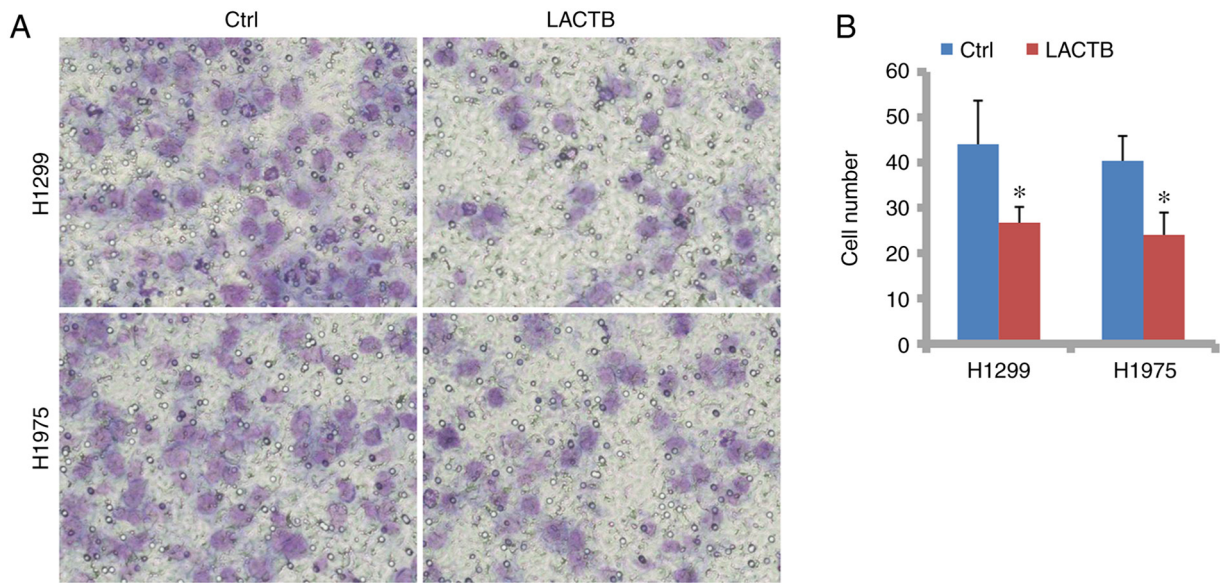 A
Ctrl
LACTB
H1299
H1975
B
Ctrl
LACTB
Cell number
60
50
40
30
20
10
0
*
*
H1299
H1975